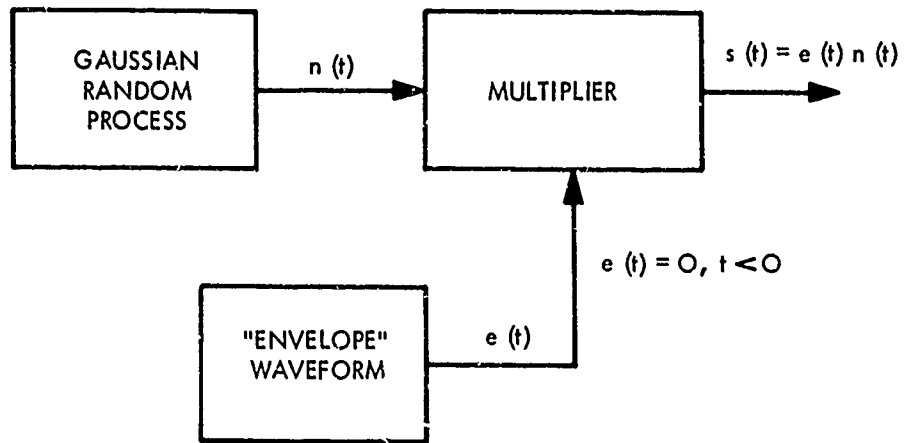 GAUSSIAN
RANDOM
PROCESS
n (t)
MULTIPLIER
s (t) = e (t) n (t)
e (t) = O, t < O
"ENVELOPE"
WAVEFORM
e (t)